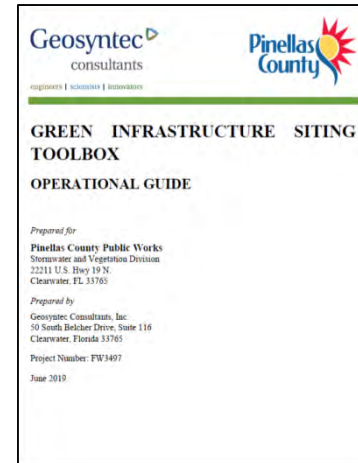 Geosyntec
consultants
engineers | scientists | innovators
Pinellas
County
GREEN INFRASTRUCTURE SITING
TOOLBOX
OPERATIONAL GUIDE
Prepared for
Pinellas County Public Works
Stormwater and Vegetation Division
22211 U.S. Hwy 19 N.
Clearwater, FL 33765
Prepared by
Geosyntec Consultants, Inc
50 South Belcher Drive, Suite 116
Clearwater, Florida 33765
Project Number: FW3497
June 2019